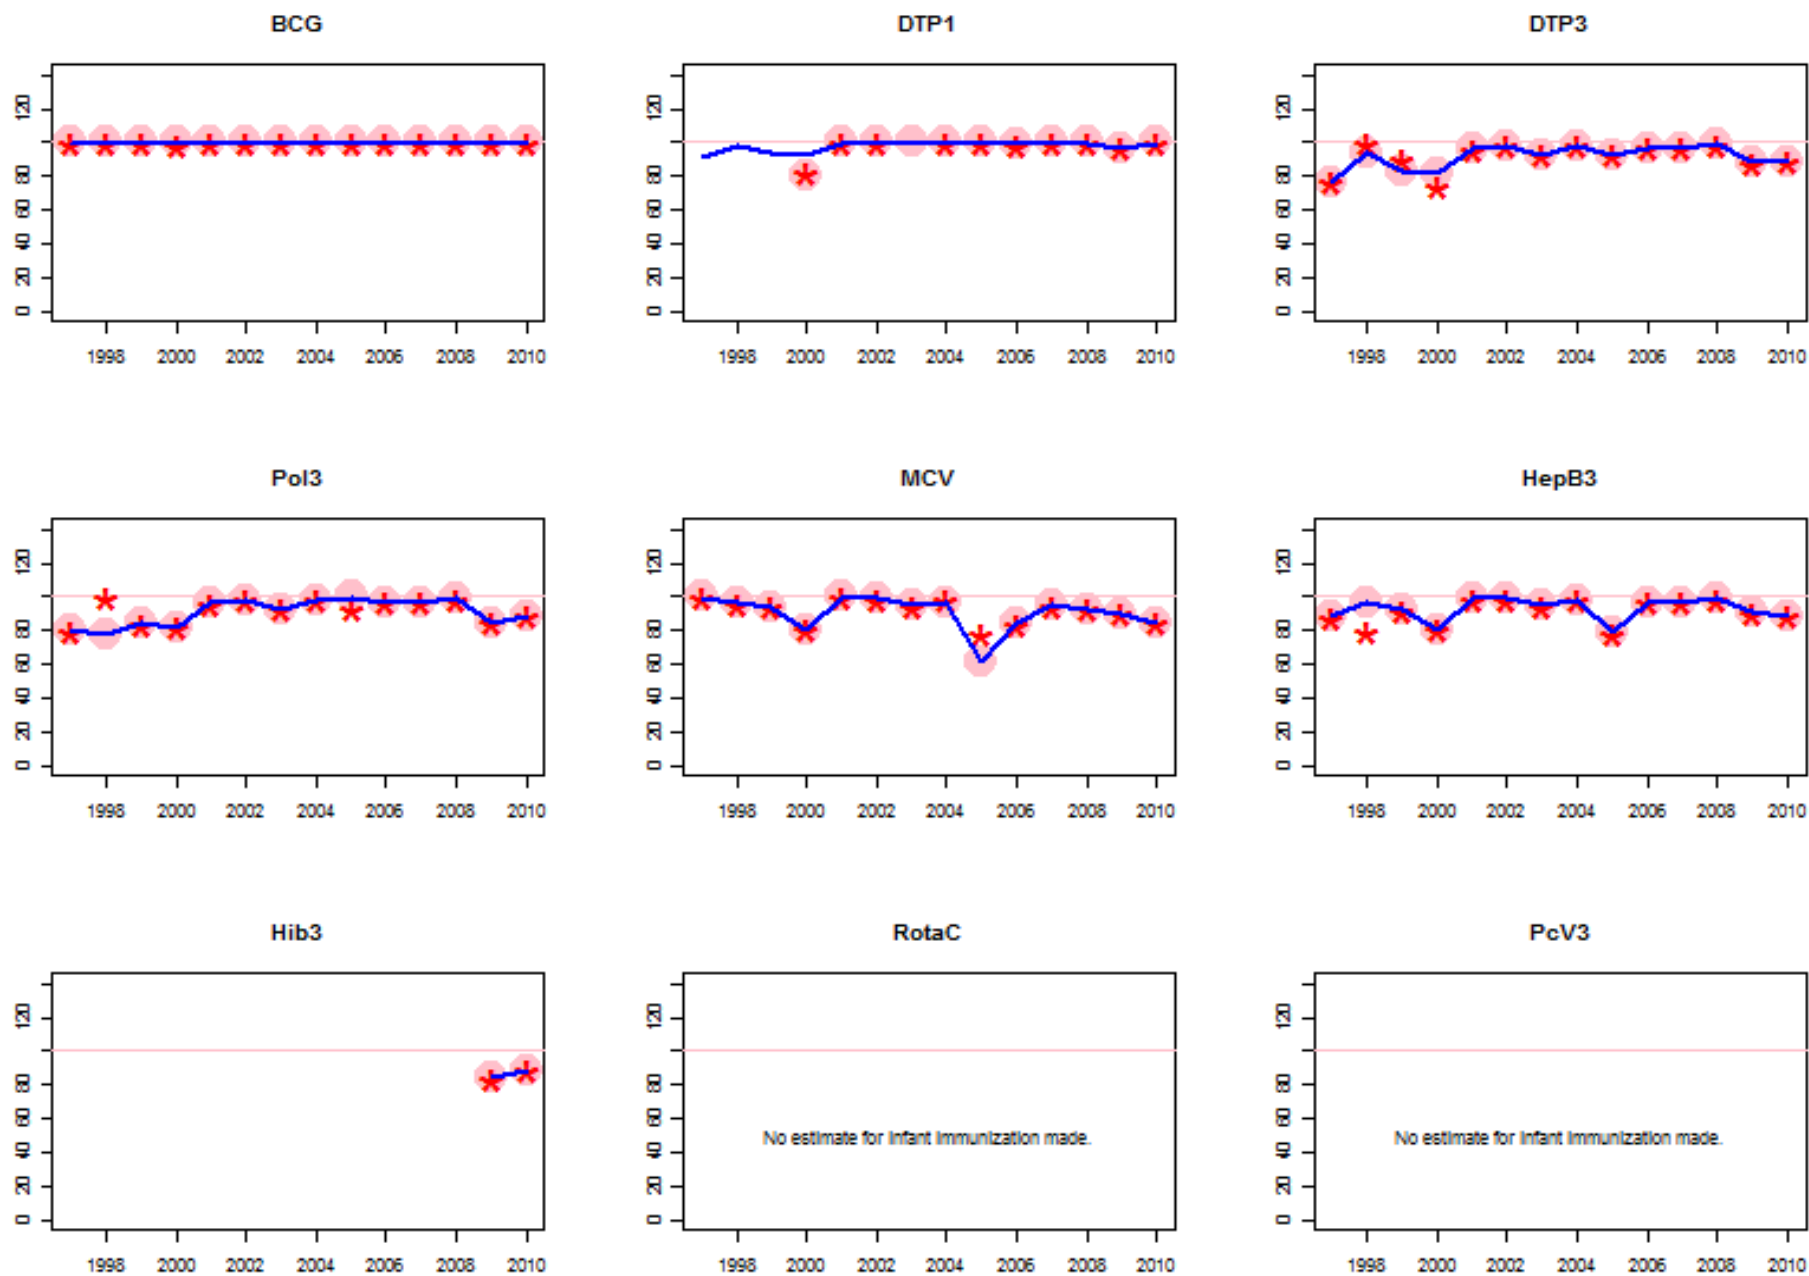 BCG DTP1 DTP3
120 120 120
80 80 80
60 60 60
40 40 40
20 20 20
0 0 0
1998 2000 2002 2004 2006 2008 2010 1998 2000 2002 2004 2006 2008 2010 1998 2000 2002 2004 2006 2008 2010
Pol3 MCV HepB3
120 120 120
80 80 80
60 60 60
40 40 40
20 20 20
0 0 0
1998 2000 2002 2004 2006 2008 2010 1998 2000 2002 2004 2006 2008 2010 1998 2000 2002 2004 2006 2008 2010
Hib3 RotaC PcV3
120 120 120
80 80 80
60 60 60
No estimate for infant immunization made. No estimate for infant immunization made.
40 40 40
20 20 20
0 0 0
1998 2000 2002 2004 2006 2008 2010 1998 2000 2002 2004 2006 2008 2010 1998 2000 2002 2004 2006 2008 2010